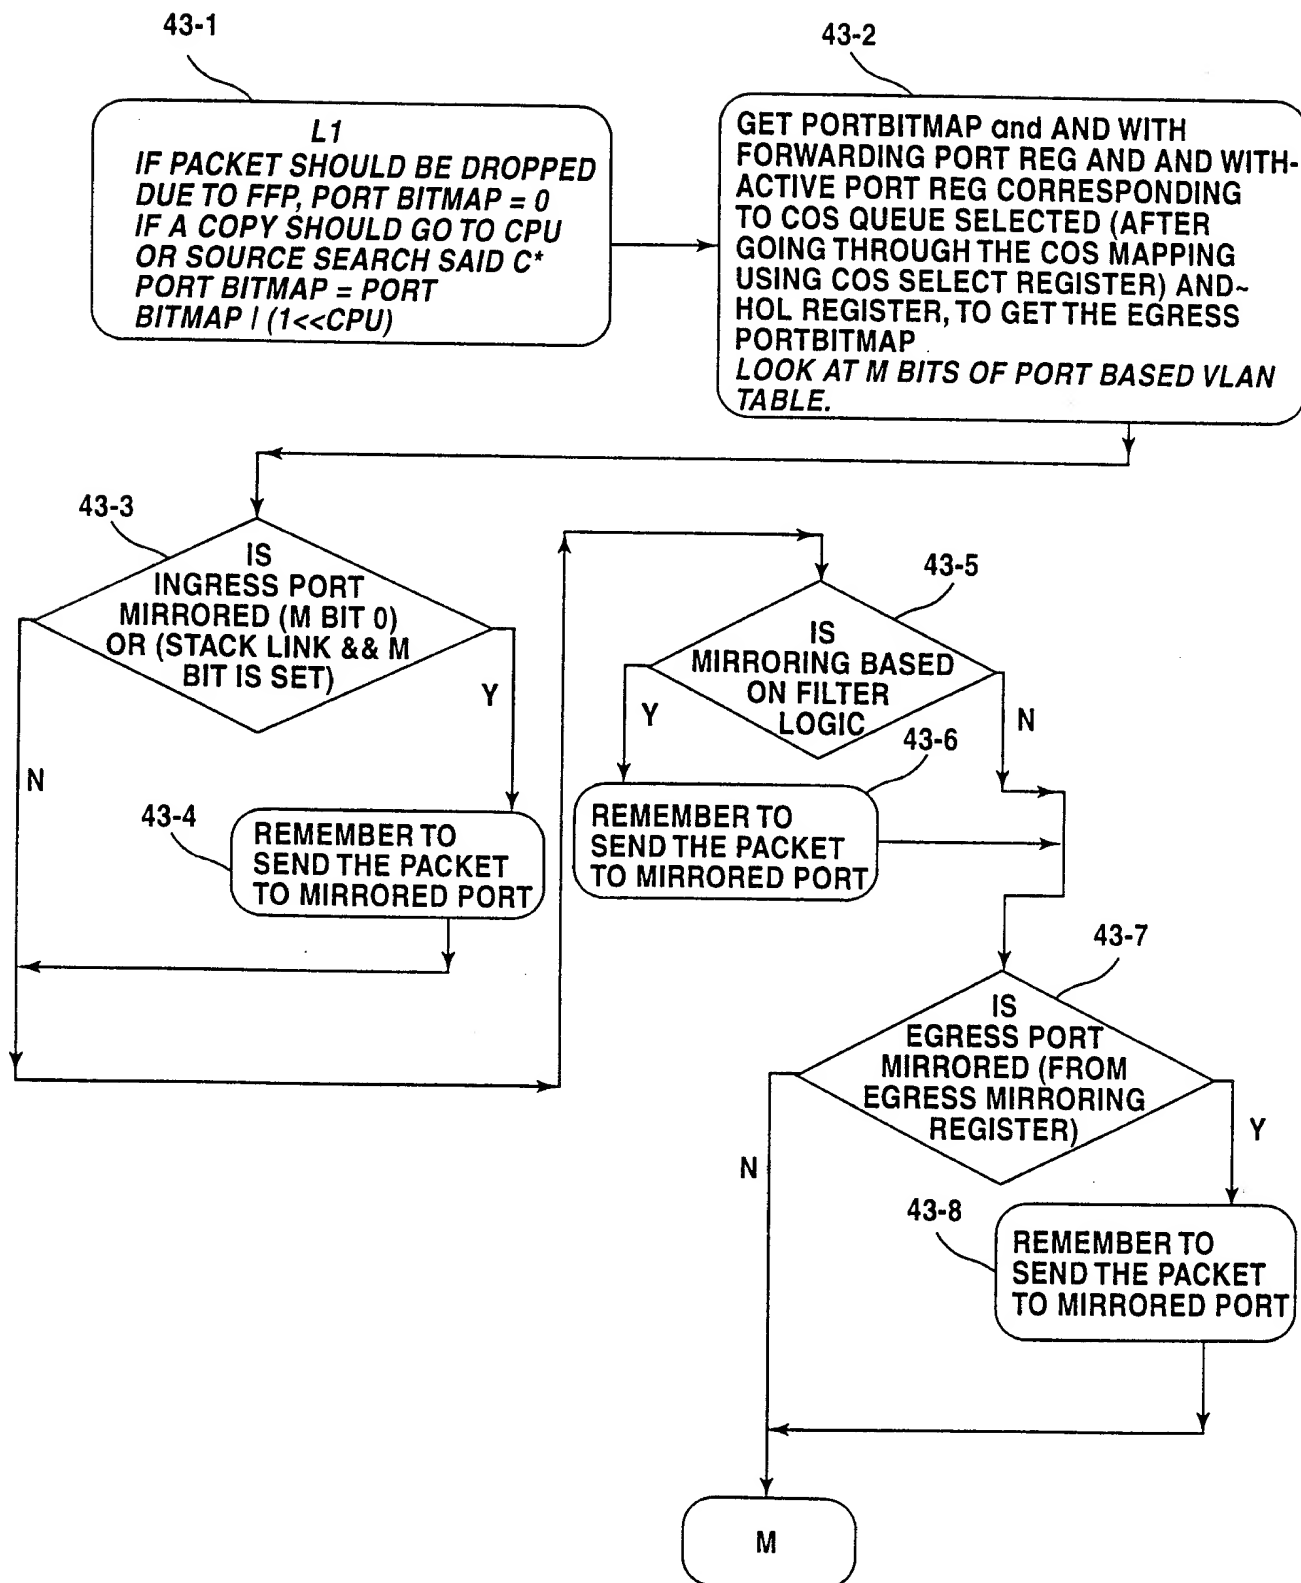 43-1
L1
IF PACKET SHOULD BE DROPPED
DUE TO FFP, PORT BITMAP = 0
IF A COPY SHOULD GO TO CPU
OR SOURCE SEARCH SAID C*
PORT BITMAP = PORT
BITMAP | (1<<CPU)
43-2
GET PORTBITMAP and AND WITH
FORWARDING PORT REG AND AND WITH-
ACTIVE PORT REG CORRESPONDING
TO COS QUEUE SELECTED (AFTER
GOING THROUGH THE COS MAPPING
USING COS SELECT REGISTER) AND~
HOL REGISTER, TO GET THE EGRESS
PORTBITMAP
LOOK AT M BITS OF PORT BASED VLAN
TABLE.
43-3
IS
INGRESS PORT
MIRRORED (M BIT 0)
OR (STACK LINK && M
BIT IS SET)
Y
N
43-4
REMEMBER TO
SEND THE PACKET
TO MIRRORED PORT
43-5
IS
MIRRORING BASED
ON FILTER
LOGIC
Y
N
43-6
REMEMBER TO
SEND THE PACKET
TO MIRRORED PORT
43-7
IS
EGRESS PORT
MIRRORED (FROM
EGRESS MIRRORING
REGISTER)
N
Y
43-8
REMEMBER TO
SEND THE PACKET
TO MIRRORED PORT
M